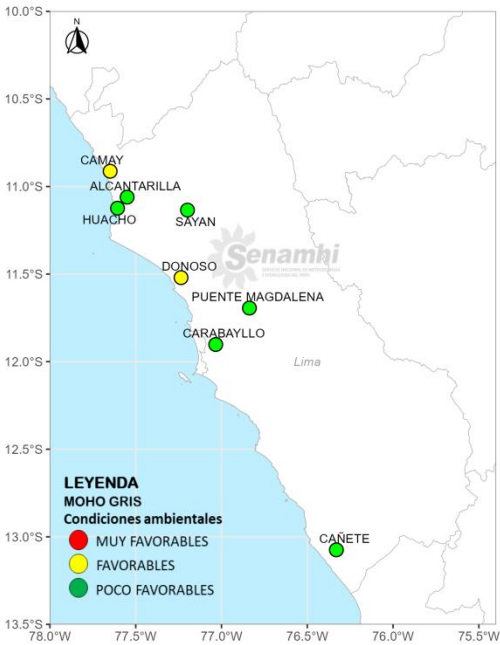 10.0°S
N
10.5°S
CAMAY
11.0°S
ALCANTARILLA
HUACHO
SAYAN
Senamhi
11.5°S
DONOSO
PUENTE MAGDALENA
CARABAYLLO
12.0°S
Lima
12.5°S
LEYENDA
MOHO GRIS
Condiciones ambientales
13.0°S
CAÑETE
MUY FAVORABLES
FAVORABLES
POCO FAVORABLES
13.5°S
78.0°W 77.5°W 77.0°W 76.5°W 76.0°W 75.5°W